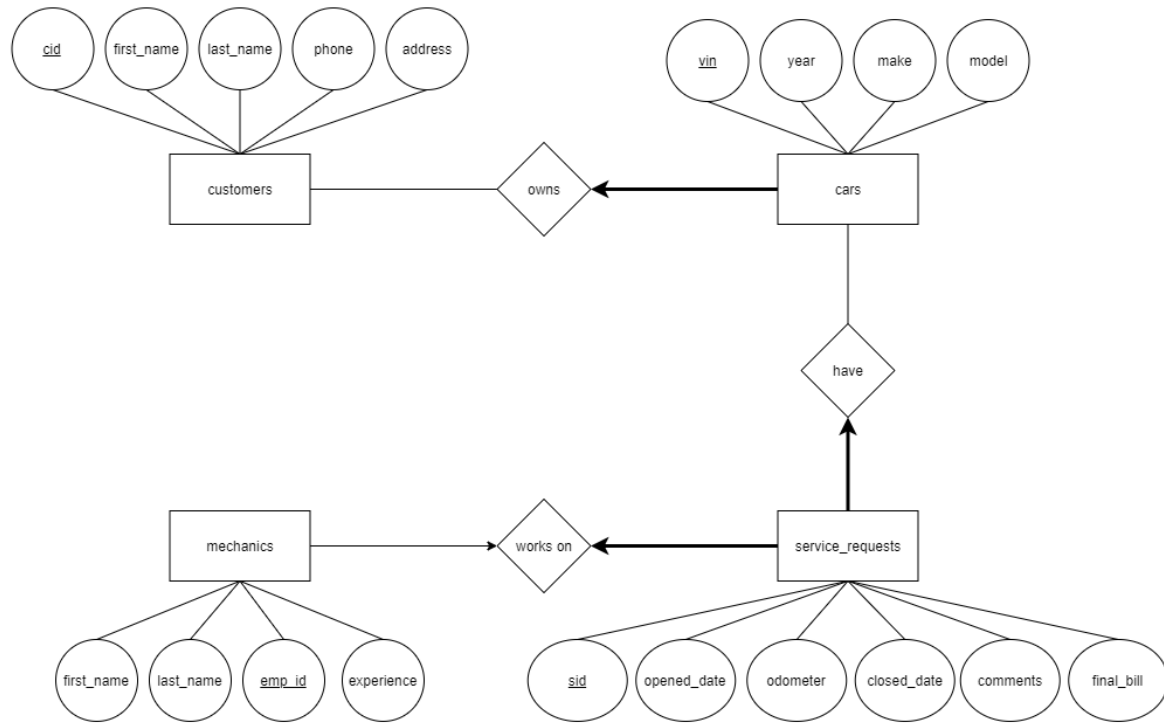 cid
first_name
last_name
phone
address
vin
year
make
model
customers
owns
cars
have
mechanics
works on
service_requests
first_name
last_name
emp_id
experience
sid
opened_date
odometer
closed_date
comments
final_bill